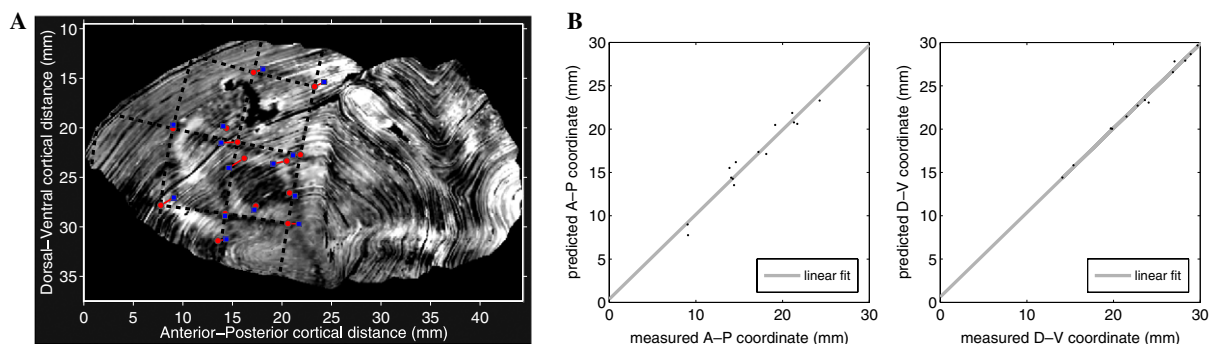 A
Dorsal–Ventral cortical distance (mm)
10
15
20
25
30
35
0 5 10 15 20 25 30 35 40
Anterior–Posterior cortical distance (mm)
B
predicted A–P coordinate (mm)
30
25
20
15
10
5
0
linear fit
0 10 20 30
measured A–P coordinate (mm)
predicted D–V coordinate (mm)
30
25
20
15
10
5
0
linear fit
0 10 20 30
measured D–V coordinate (mm)